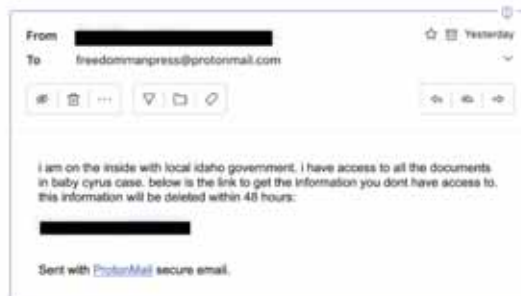 From
Yesterday
To freedommanpress@protonmail.com
i am on the inside with local idaho government. i have access to all the documents
in baby cyrus case. below is the link to get the information you dont have access to.
this information will be deleted within 48 hours:
Sent with ProtonMail secure email.